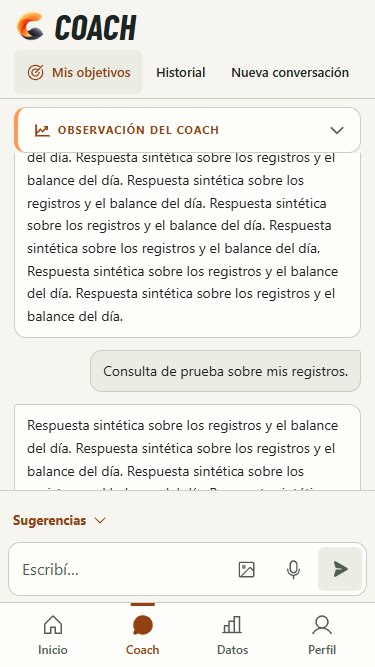 COACH
Mis objetivos Historial Nueva conversación
OBSERVACIÓN DEL COACH
del día. Respuesta sintética sobre los registros y el
balance del día. Respuesta sintética sobre los
registros y el balance del día. Respuesta sintética
sobre los registros y el balance del día. Respuesta
sintética sobre los registros y el balance del día.
Respuesta sintética sobre los registros y el balance
del día. Respuesta sintética sobre los registros y el
balance del día.
Consulta de prueba sobre mis registros.
Respuesta sintética sobre los registros y el balance
del día. Respuesta sintética sobre los registros y el
balance del día. Respuesta sintética sobre los
Sugerencias
Escribí...
Inicio Coach Datos Perfil